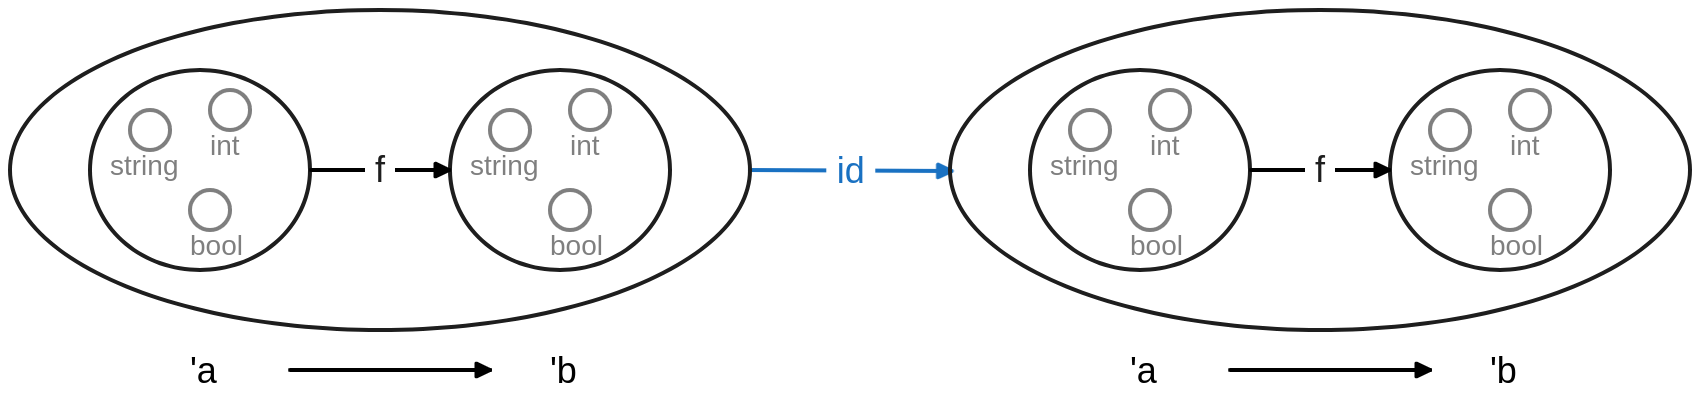 int
int
string
string
f
bool
bool
id
int
int
string
string
f
bool
bool
'a
'b
'a
'b